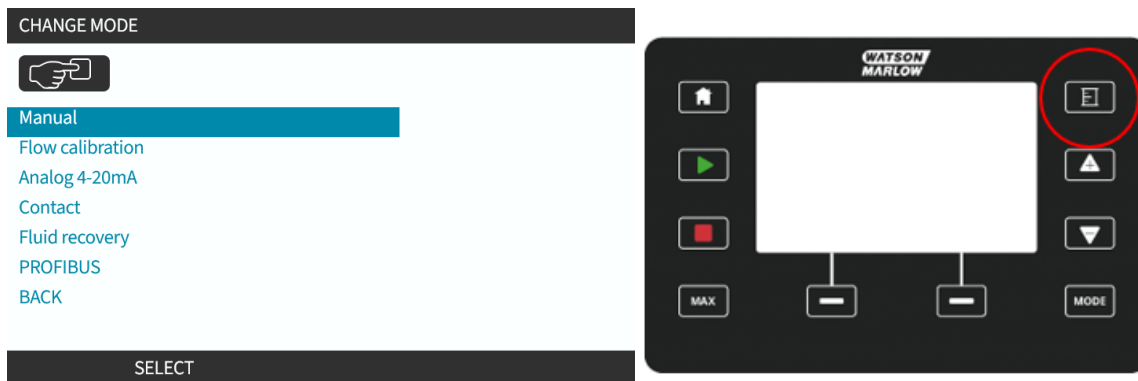 CHANGE MODE
Manual
Flow calibration
Analog 4-20mA
Contact
Fluid recovery
PROFIBUS
BACK
SELECT
WATSON
MARLOW
MAX
MODE